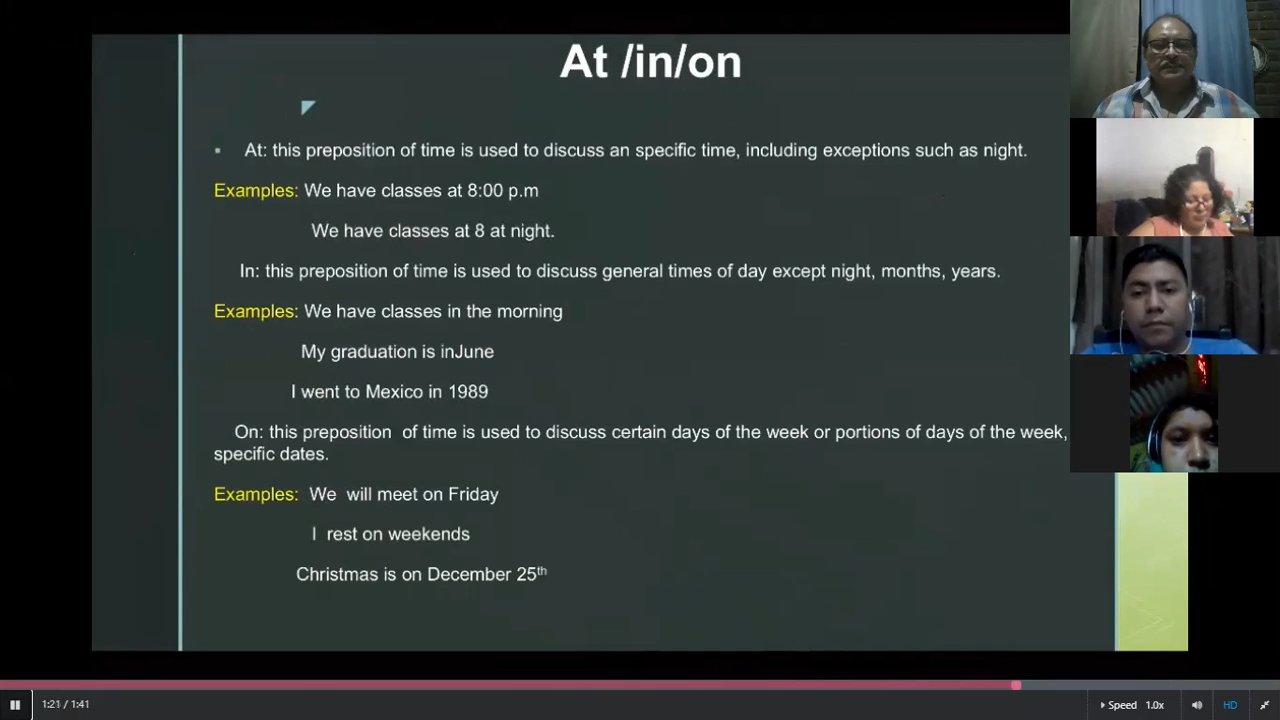 At /in/on
▪ At: this preposition of time is used to discuss an specific time, including exceptions such as night.
Examples: We have classes at 8:00 p.m
We have classes at 8 at night.
In: this preposition of time is used to discuss general times of day except night, months, years.
Examples: We have classes in the morning
My graduation is inJune
I went to Mexico in 1989
On: this preposition of time is used to discuss certain days of the week or portions of days of the week,
specific dates.
Examples: We will meet on Friday
I rest on weekends
Christmas is on December 25th
1:21 / 1:41
Speed 1.0x
HD